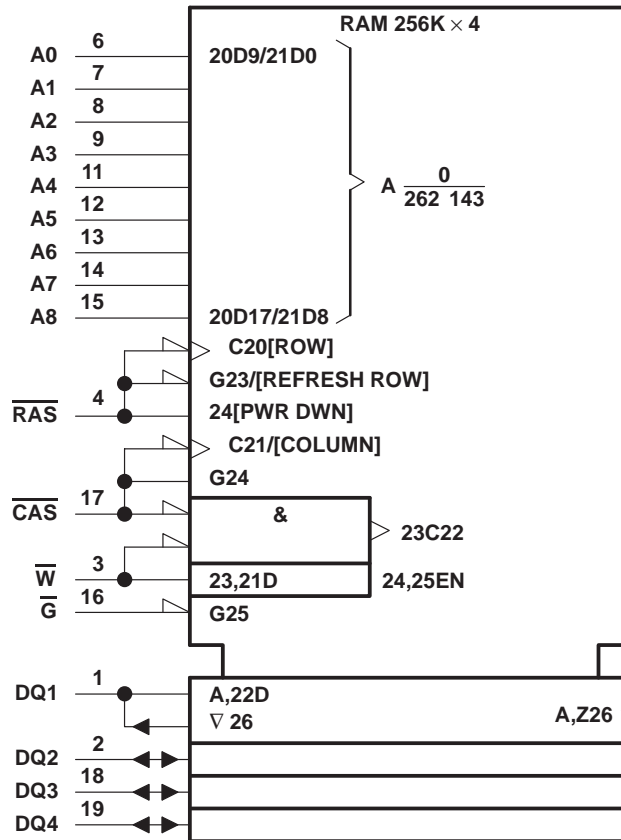 RAM 256K × 4
A0 6 20D9/21D0
A1 7
A2 8
A3 9
A4 11
A 0
262 143
A5 12
A6 13
A7 14
A8 15 20D17/21D8
C20[ROW]
G23/[REFRESH ROW]
RAS 4 24[PWR DWN]
C21/[COLUMN]
G24
CAS 17 &
23C22
W 3 23,21D 24,25EN
G 16 G25
DQ1 1 A,22D
∇ 26 A,Z26
DQ2 2
DQ3 18
DQ4 19